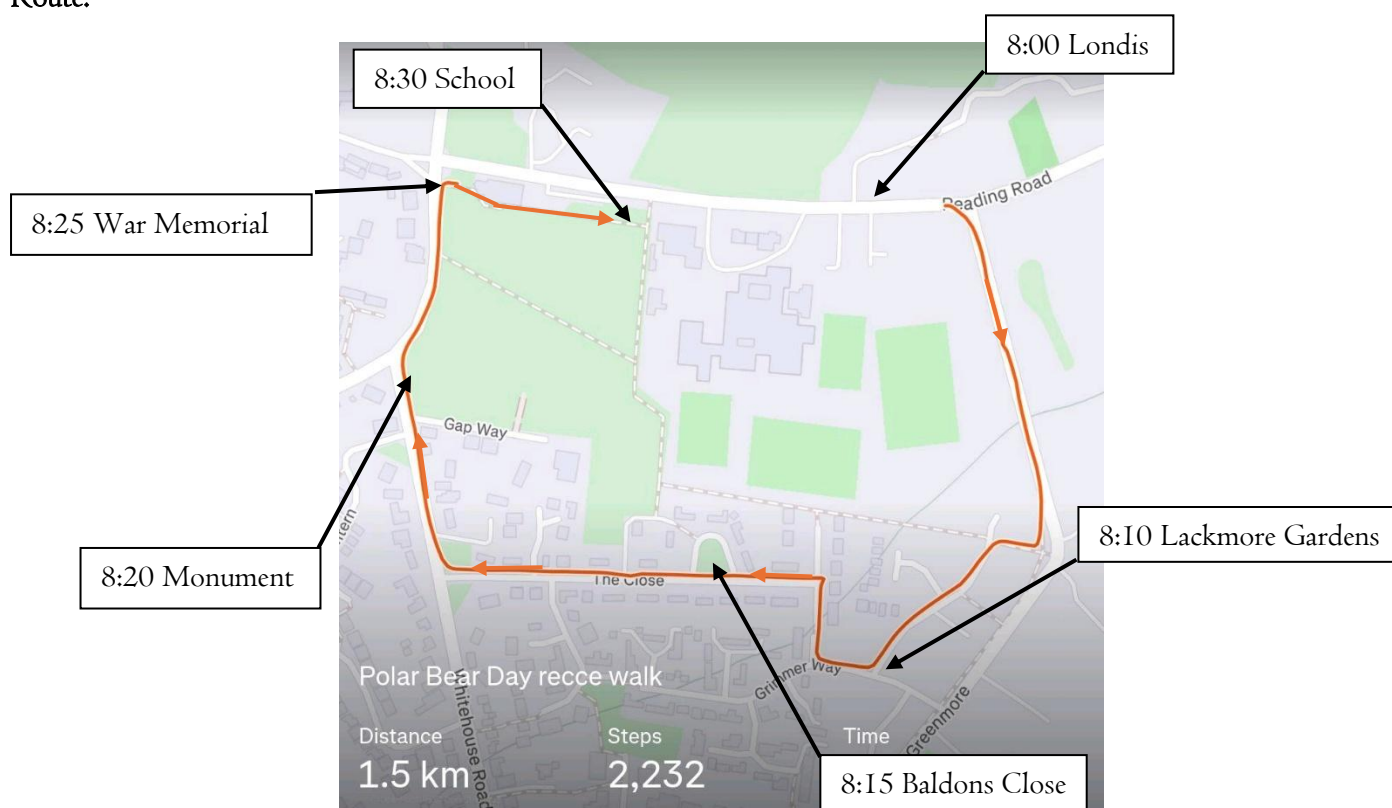 Route:
8:00 Londis
8:30 School
Reading Road
8:25 War Memorial
Gap Way
8:10 Lackmore Gardens
8:20 Monument
The Close
Polar Bear Day recce walk
Grimmer Way
Whitehouse Road
Greenmore
Distance
Steps
Time
1.5 km
2,232
8:15 Baldons Close